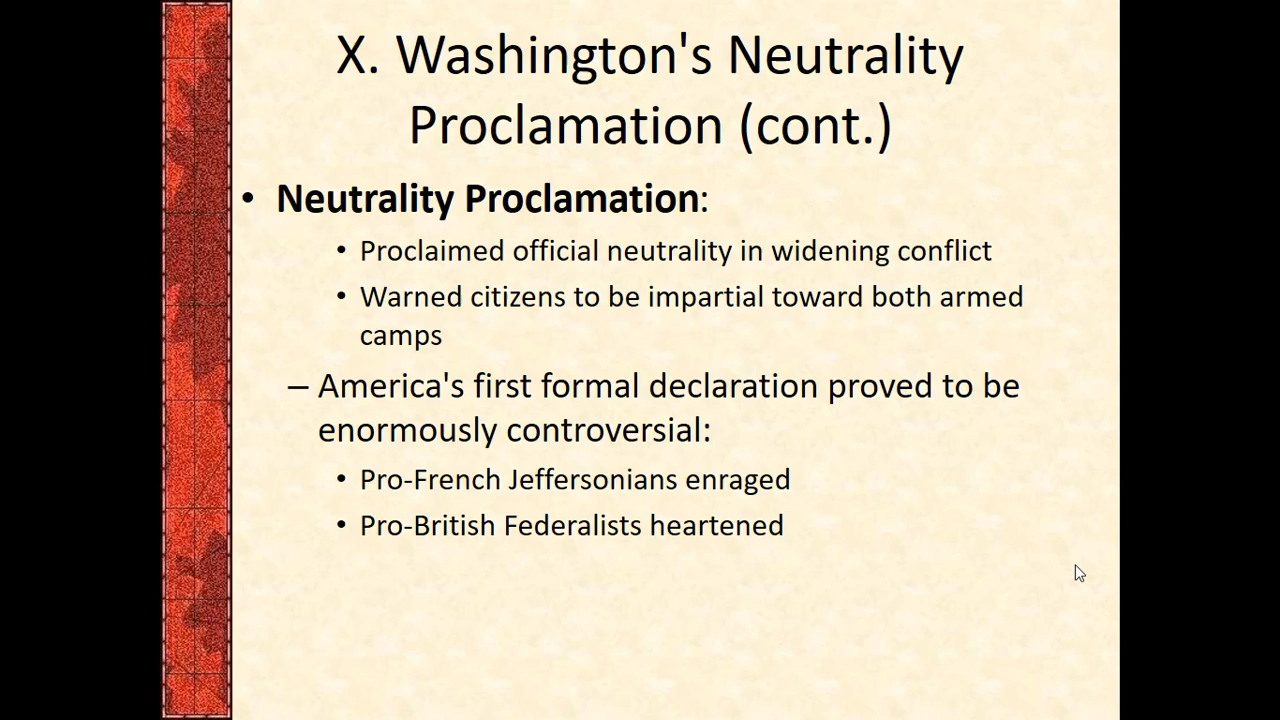 X. Washington's Neutrality
Proclamation (cont.)
• Neutrality Proclamation:
• Proclaimed official neutrality in widening conflict
• Warned citizens to be impartial toward both armed
camps
– America's first formal declaration proved to be
enormously controversial:
• Pro-French Jeffersonians enraged
• Pro-British Federalists heartened